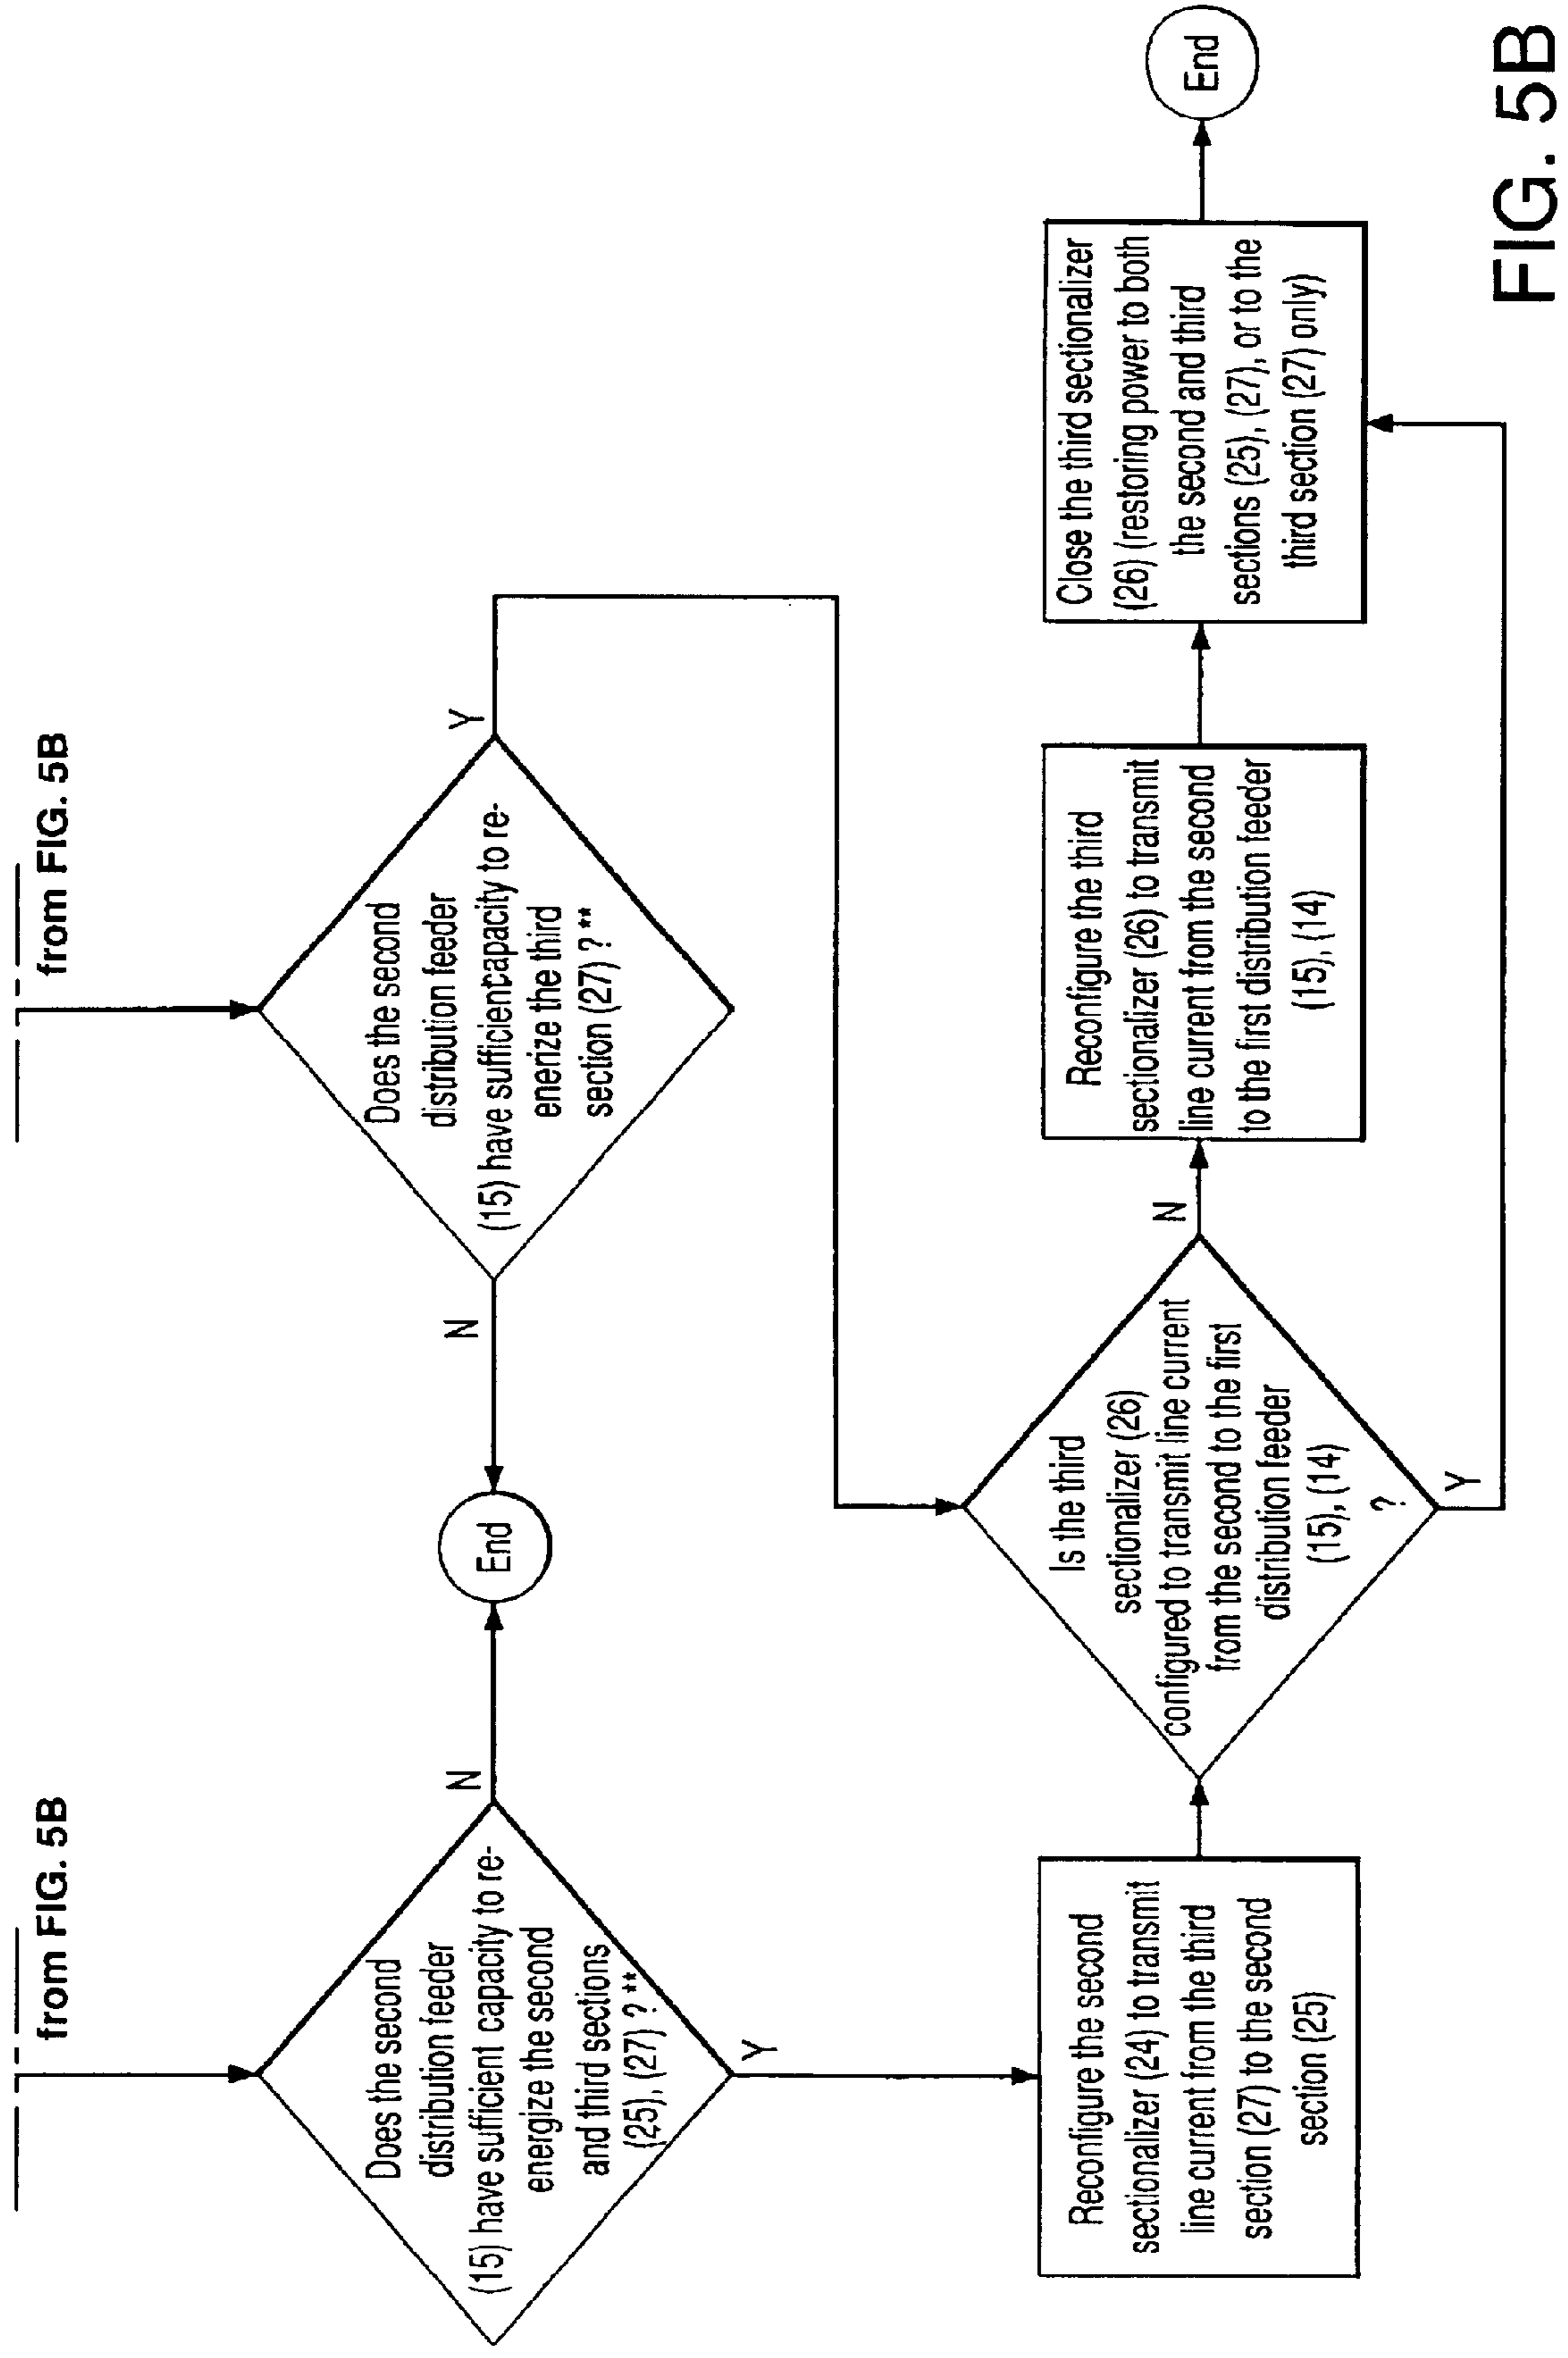 from FIG. 5B
from FIG. 5B
Does the second
distribution feeder
(15) have sufficient capacity to re-
energize the second
and third sections
(25), (27) ? **
N
Y
End
Does the second
distribution feeder
(15) have sufficientcapacity to re-
enerize the third
section (27) ? **
N
Y
Reconfigure the second
sectionalizer (24) to transmit
line current from the third
section (27) to the second
section (25)
Is the third
sectionalizer (26)
configured to transmit line current
from the second to the first
distribution feeder
(15), (14)
?
N
Y
Reconfigure the third
sectionalizer (26) to transmit
line current from the second
to the first distribution feeder
(15), (14)
Close the third sectionalizer
(26) (restoring power to both
the second and third
sections (25), (27), or to the
third section (27) only)
End
FIG. 5B